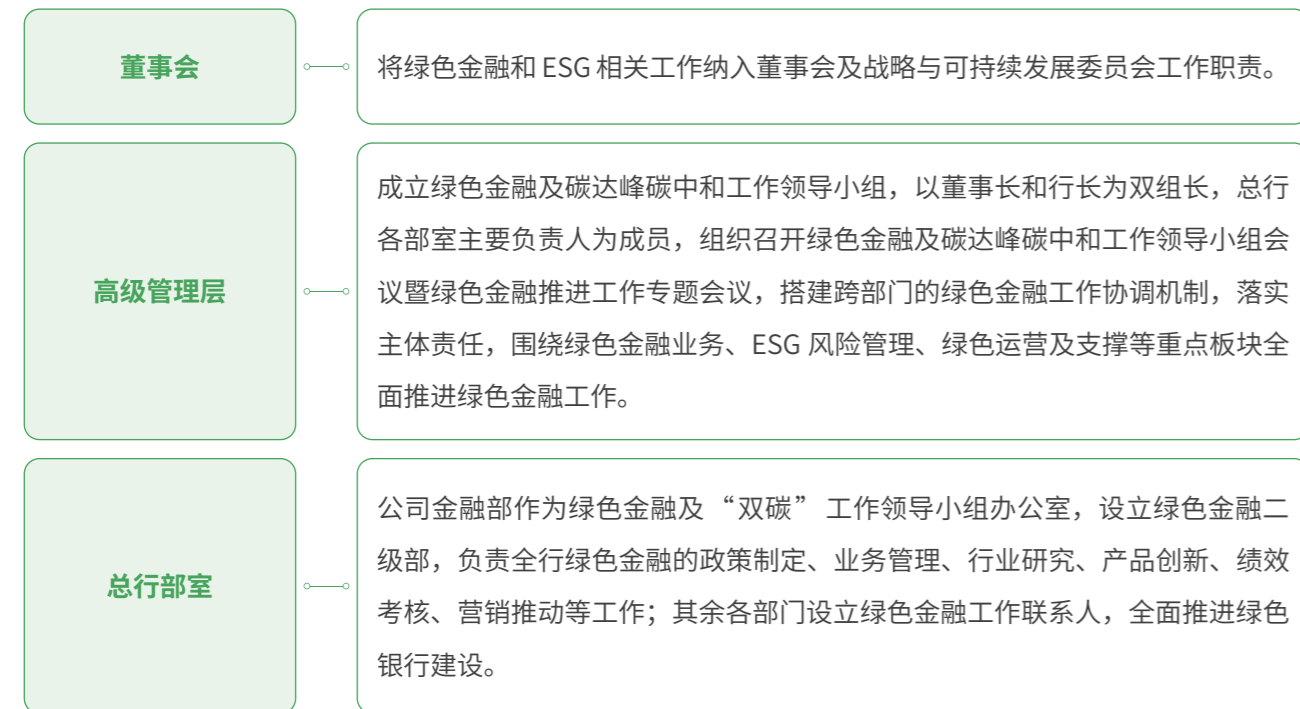 董事会
将绿色金融和 ESG 相关工作纳入董事会及战略与可持续发展委员会工作职责。
高级管理层
成立绿色金融及碳达峰碳中和工作领导小组，以董事长和行长为双组长，总行
各部室主要负责人为成员，组织召开绿色金融及碳达峰碳中和工作领导小组会
议暨绿色金融推进工作专题会议，搭建跨部门的绿色金融工作协调机制，落实
主体责任，围绕绿色金融业务、ESG 风险管理、绿色运营及支撑等重点板块全
面推进绿色金融工作。
总行部室
公司金融部作为绿色金融及“双碳”工作领导小组办公室，设立绿色金融二
级部，负责全行绿色金融的政策制定、业务管理、行业研究、产品创新、绩效
考核、营销推动等工作；其余各部门设立绿色金融工作联系人，全面推进绿色
银行建设。